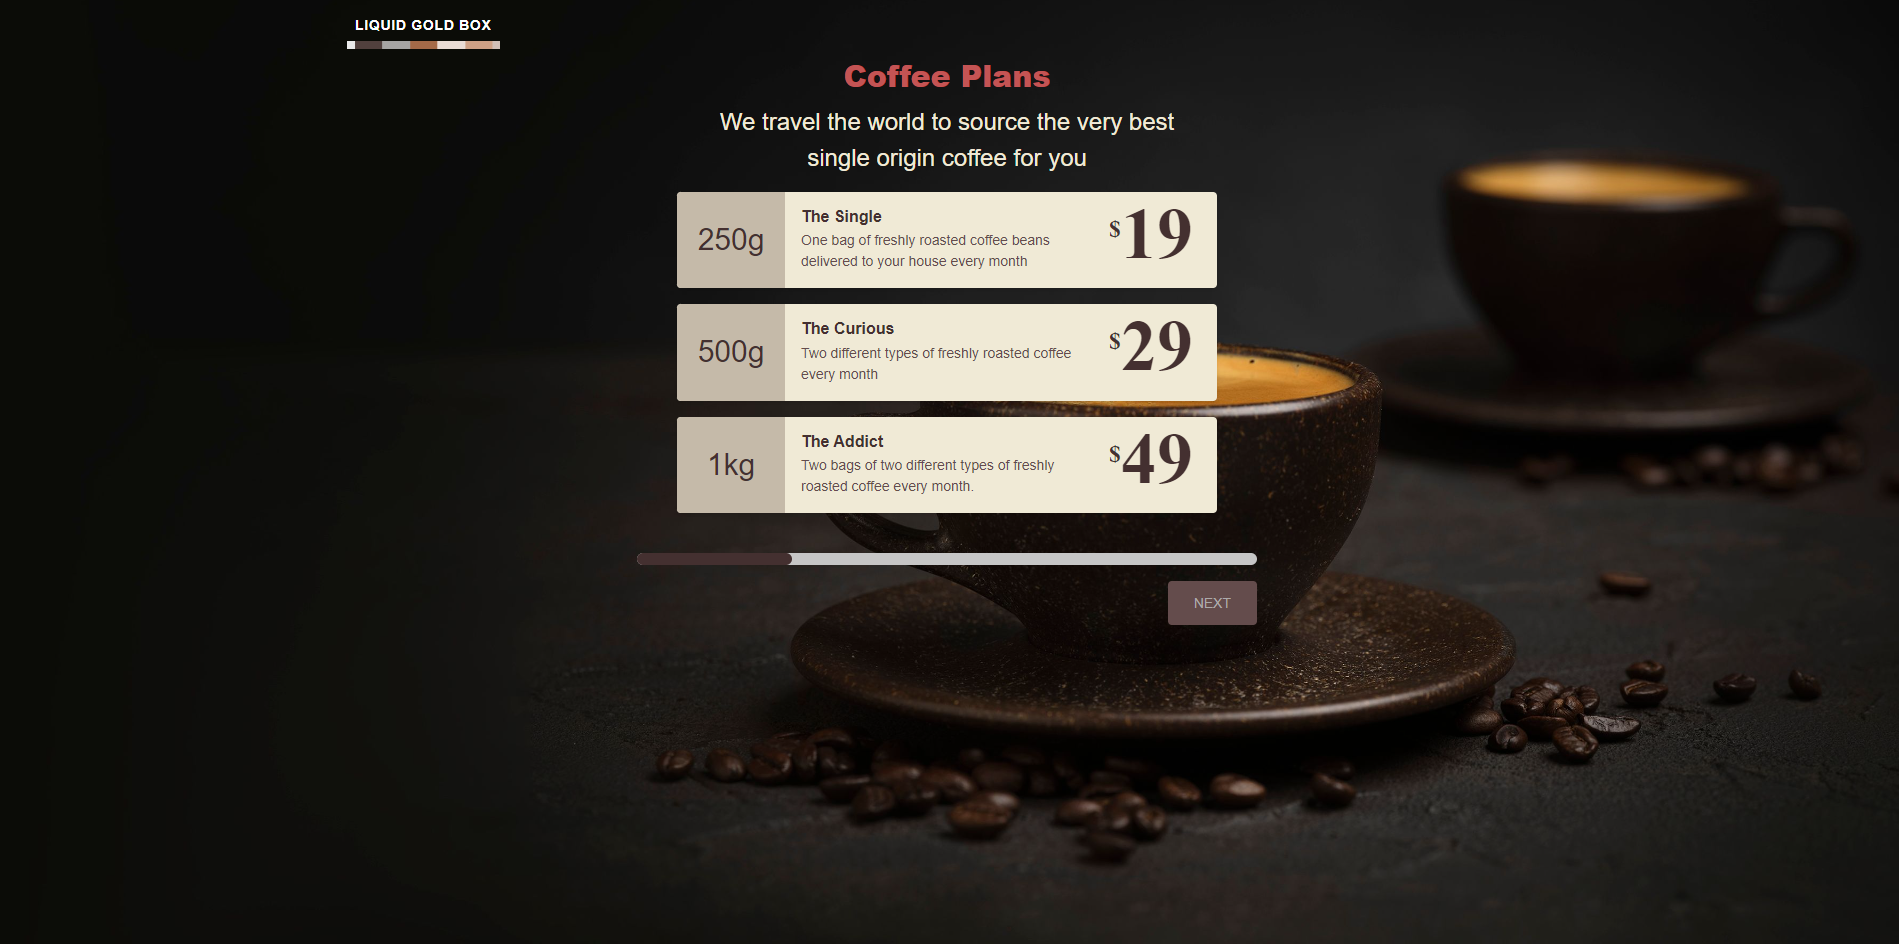 LIQUID GOLD BOX
Coffee Plans
We travel the world to source the very best
single origin coffee for you
250g
The Single
One bag of freshly roasted coffee beans
delivered to your house every month
$19
500g
The Curious
Two different types of freshly roasted coffee
every month
$29
1kg
The Addict
Two bags of two different types of freshly
roasted coffee every month.
$49
NEXT